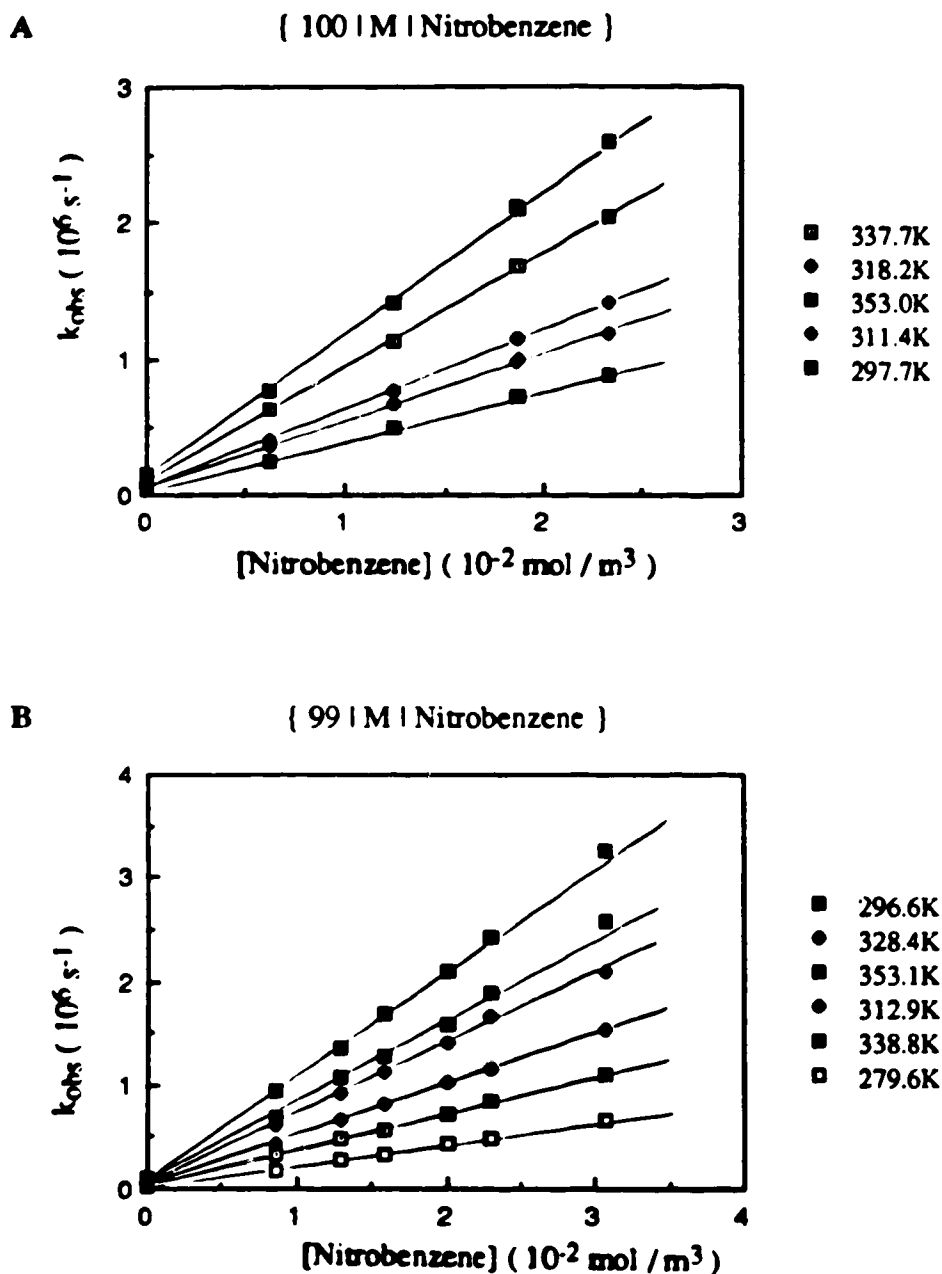 A
{ 100 | M | Nitrobenzene }
3
2
1
0
kobs ( 10⁶ s⁻¹ )
0 1 2 3
[Nitrobenzene] ( 10⁻² mol / m³ )
337.7K
318.2K
353.0K
311.4K
297.7K
B
{ 99 | M | Nitrobenzene }
4
3
2
1
0
kobs ( 10⁶ s⁻¹ )
0 1 2 3 4
[Nitrobenzene] ( 10⁻² mol / m³ )
296.6K
328.4K
353.1K
312.9K
338.8K
279.6K